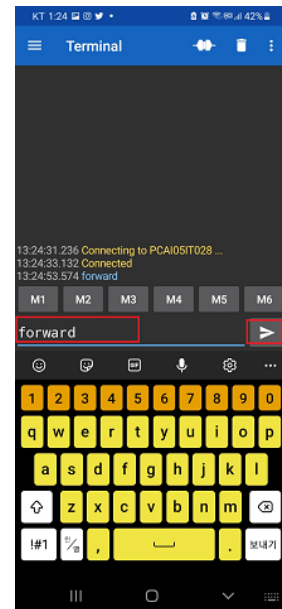 KT 1:24 42%
Terminal
13:24:31.236 Connecting to PCAI05IT028 ...
13:24:33.132 Connected
13:24:53.574 forward
M1 M2 M3 M4 M5 M6
forward
GIF
1 2 3 4 5 6 7 8 9 0
q w e r t y u i o p
a s d f g h j k l
z x c v b n m
!#1 한/영 , . 보내기